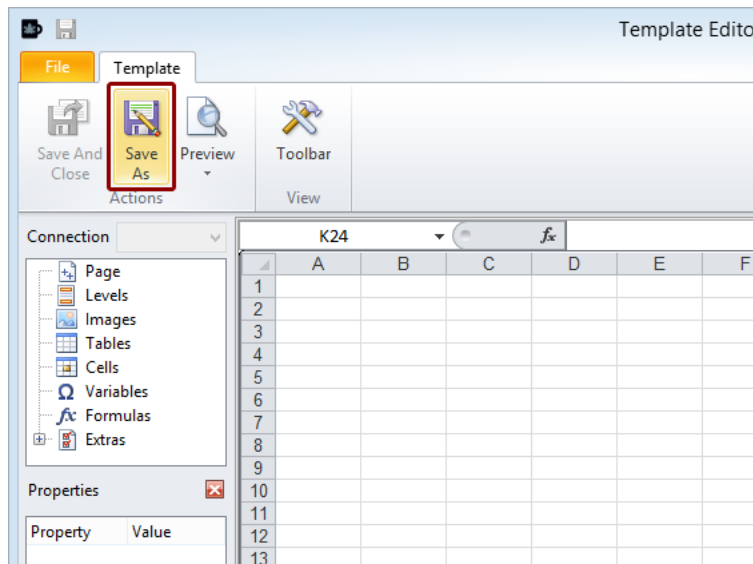 Template Edito
File Template
Save And Close
Save As
Preview
Toolbar
Actions
View
Connection
K24
fx
A B C D E F
Page
Levels
Images
Tables
Cells
Ω Variables
fx Formulas
Extras
Properties
Property Value
1
2
3
4
5
6
7
8
9
10
11
12
13